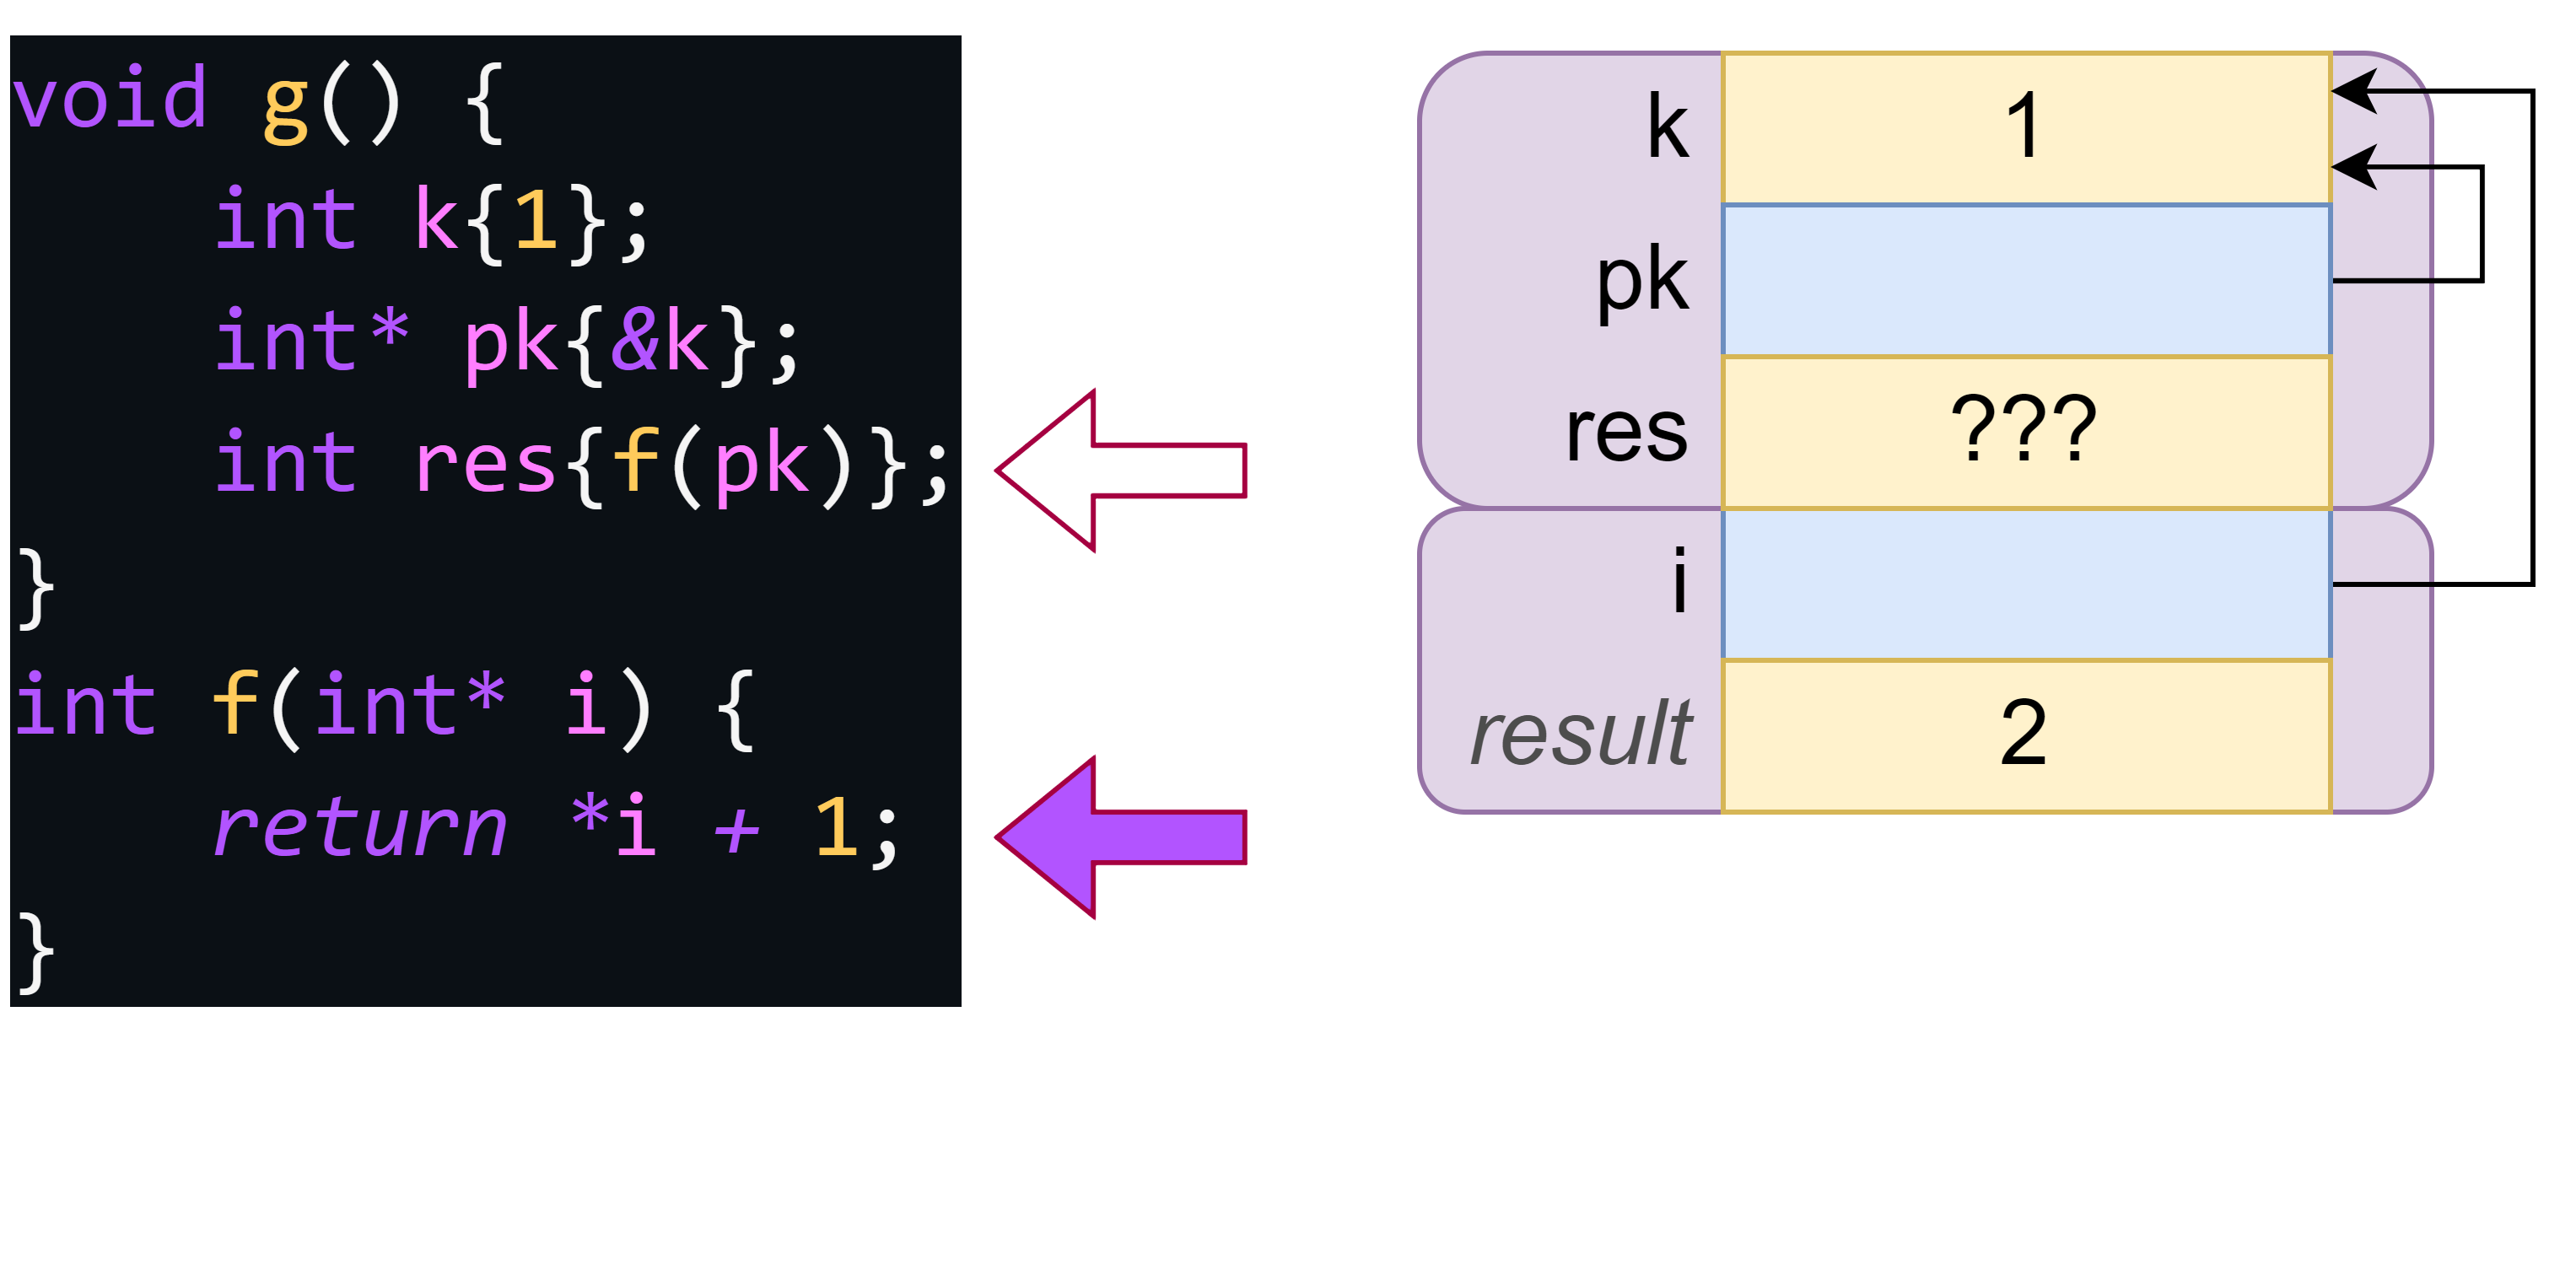 void g() {
    int k{1};
    int* pk{&k};
    int res{f(pk)};
}
int f(int* i) {
    return *i + 1;
}
k 1
pk
res ???
i
result 2